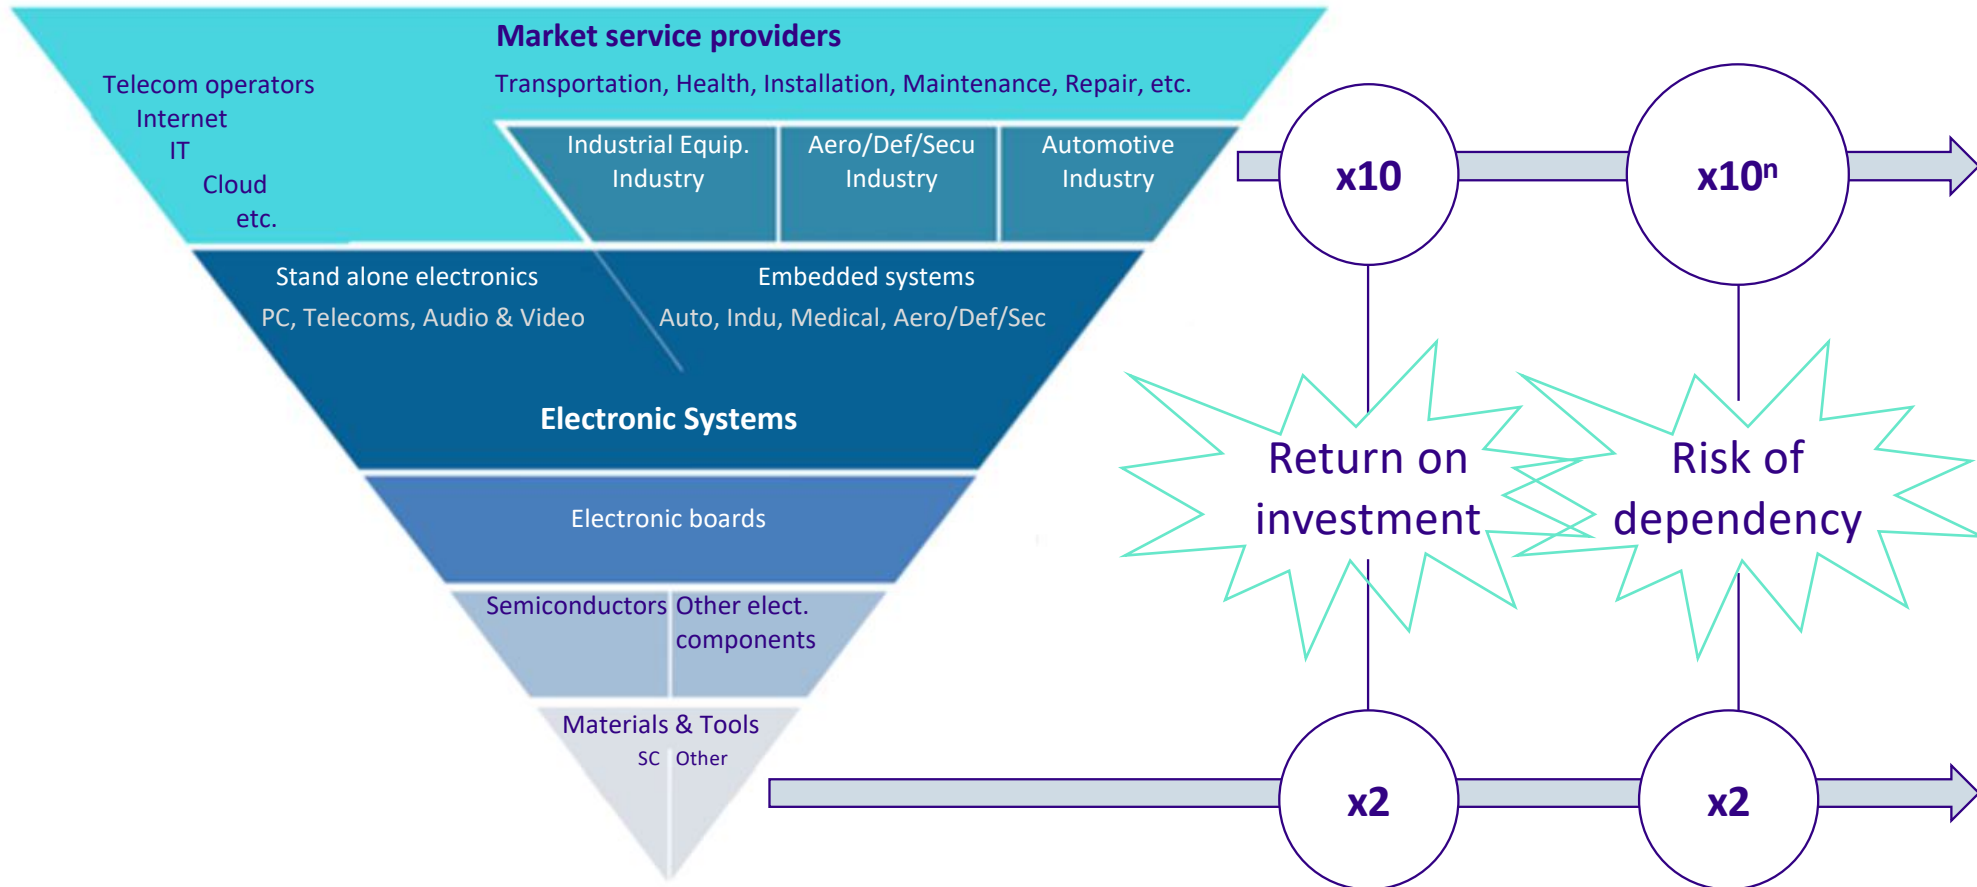 Market service providers
Transportation, Health, Installation, Maintenance, Repair, etc.
Telecom operators
Internet
IT
Cloud
etc.
Industrial Equip.
Industry
Aero/Def/Secu
Industry
Automotive
Industry
x10
x10ⁿ
Stand alone electronics
PC, Telecoms, Audio & Video
Embedded systems
Auto, Indu, Medical, Aero/Def/Sec
Electronic Systems
Return on
investment
Risk of
dependency
Electronic boards
Semiconductors
Other elect.
components
Materials & Tools
SC
Other
x2
x2